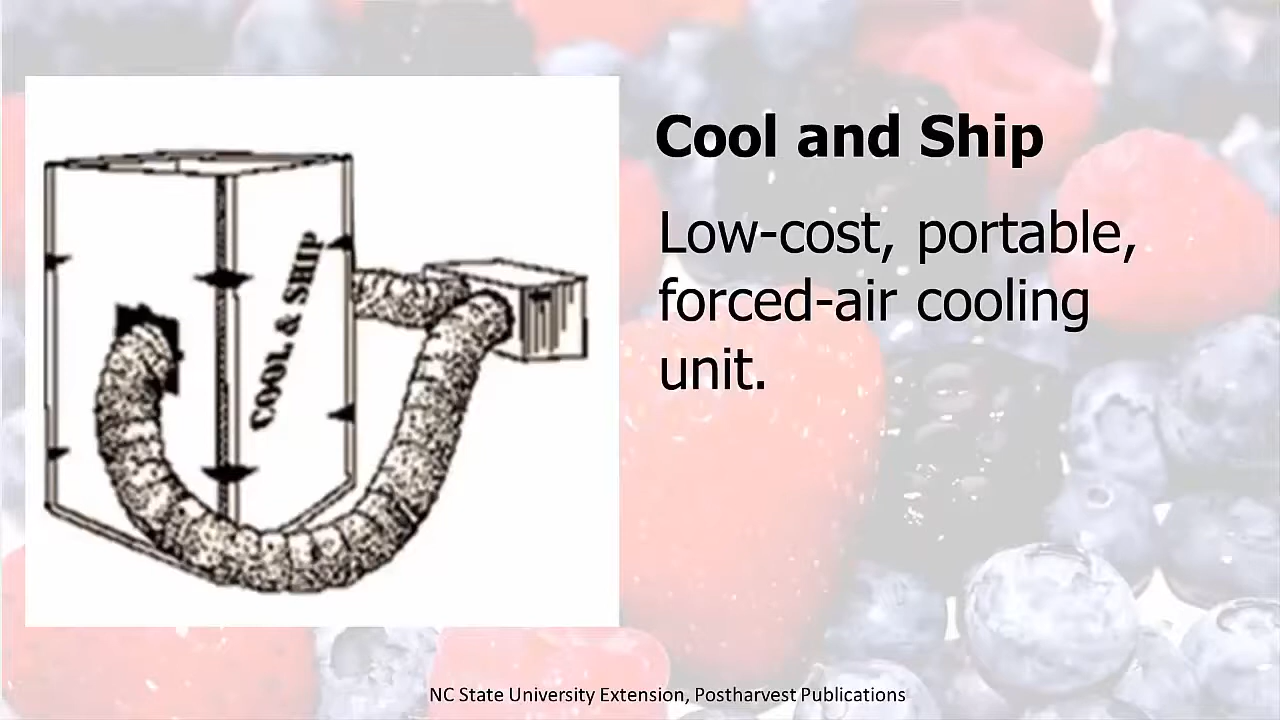 Cool and Ship
Low-cost, portable,
forced-air cooling
unit.
COOL & SHIP
NC State University Extension, Postharvest Publications